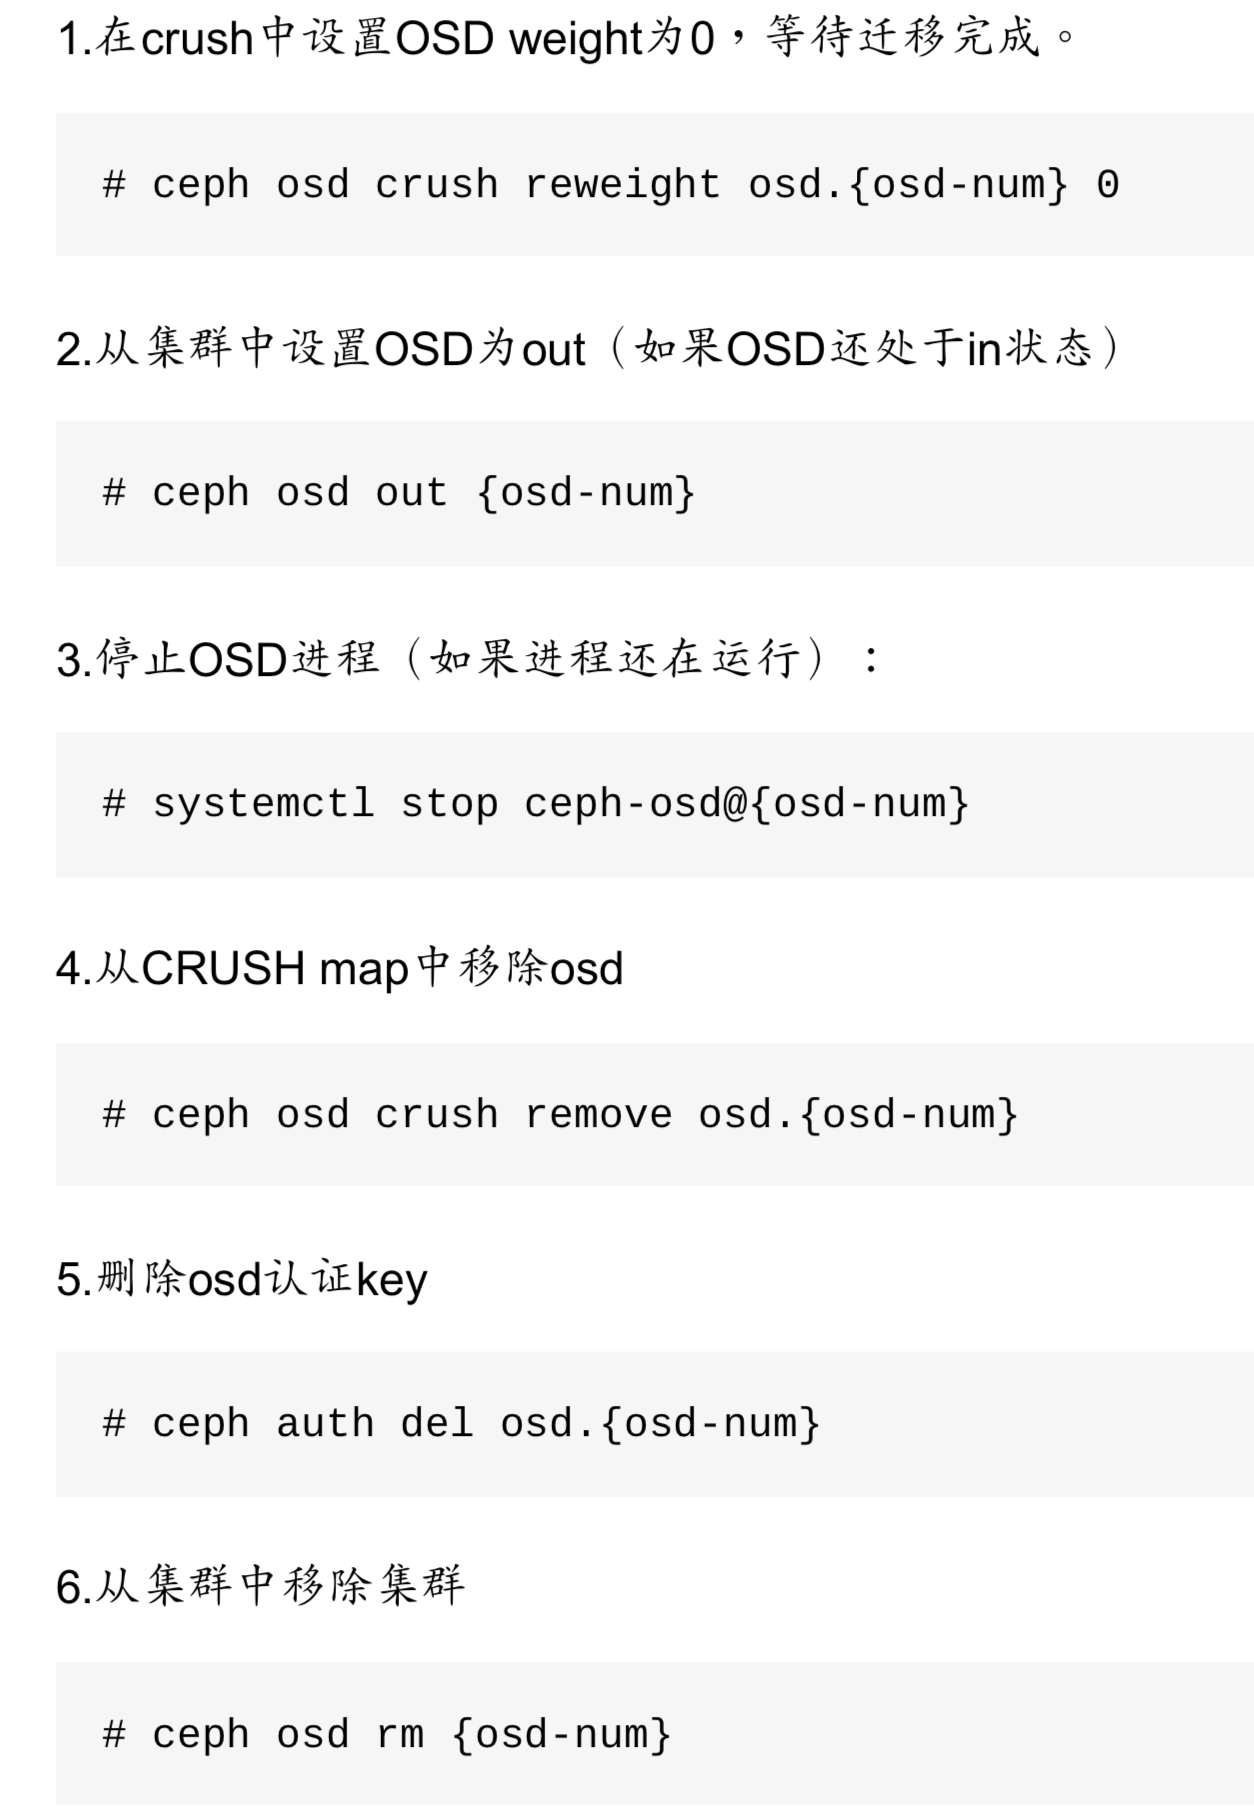 1.在crush中设置OSD weight为0，等待迁移完成。
# ceph osd crush reweight osd.{osd-num} 0
2.从集群中设置OSD为out（如果OSD还处于in状态）
# ceph osd out {osd-num}
3.停止OSD进程（如果进程还在运行）：
# systemctl stop ceph-osd@{osd-num}
4.从CRUSH map中移除osd
# ceph osd crush remove osd.{osd-num}
5.删除osd认证key
# ceph auth del osd.{osd-num}
6.从集群中移除集群
# ceph osd rm {osd-num}